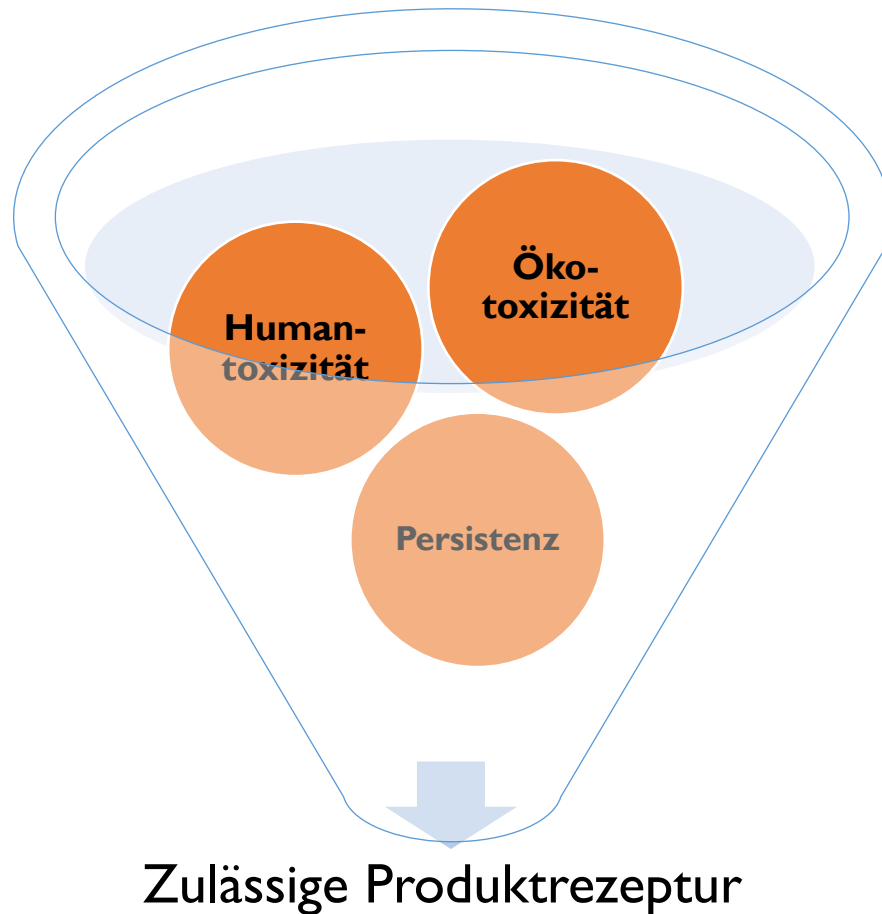 Öko-
toxizität
Human-
toxizität
Persistenz
Zulässige Produktrezeptur